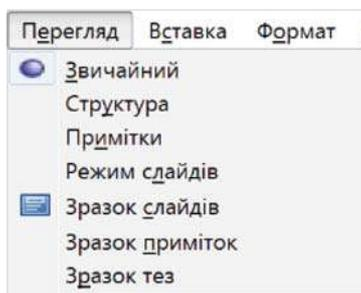 Перегляд Вставка Формат
Звичайний
Структура
Примітки
Режим слайдів
Зразок слайдів
Зразок приміток
Зразок тез